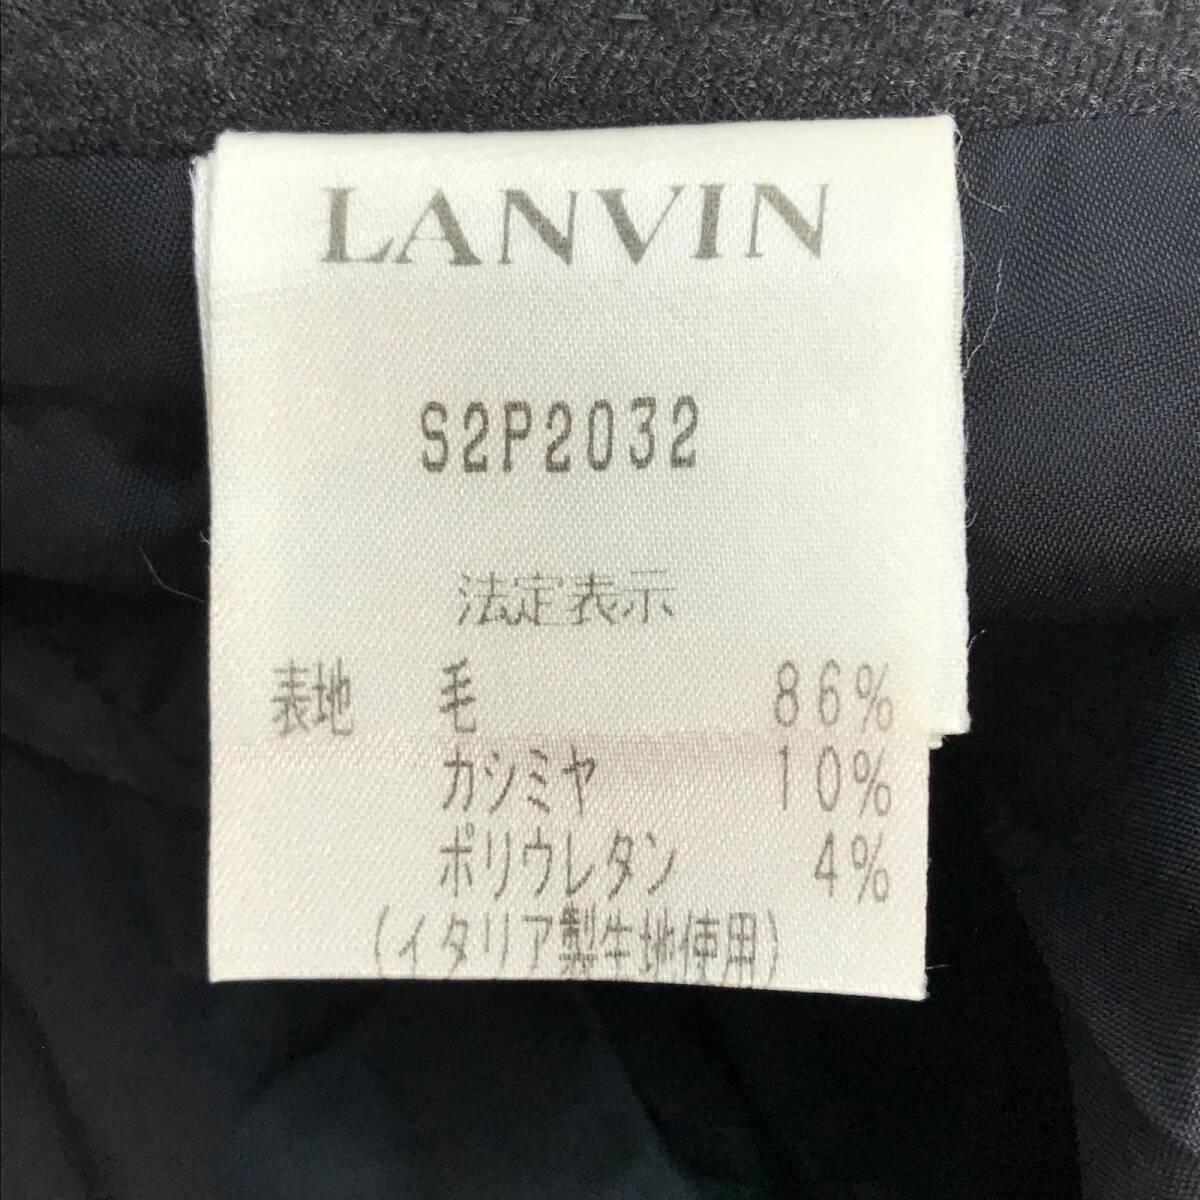 LANVIN
S2P2032
法定表示
表地 毛 86%
カシミヤ 10%
ポリウレタン 4%
(イタリア製生地使用)